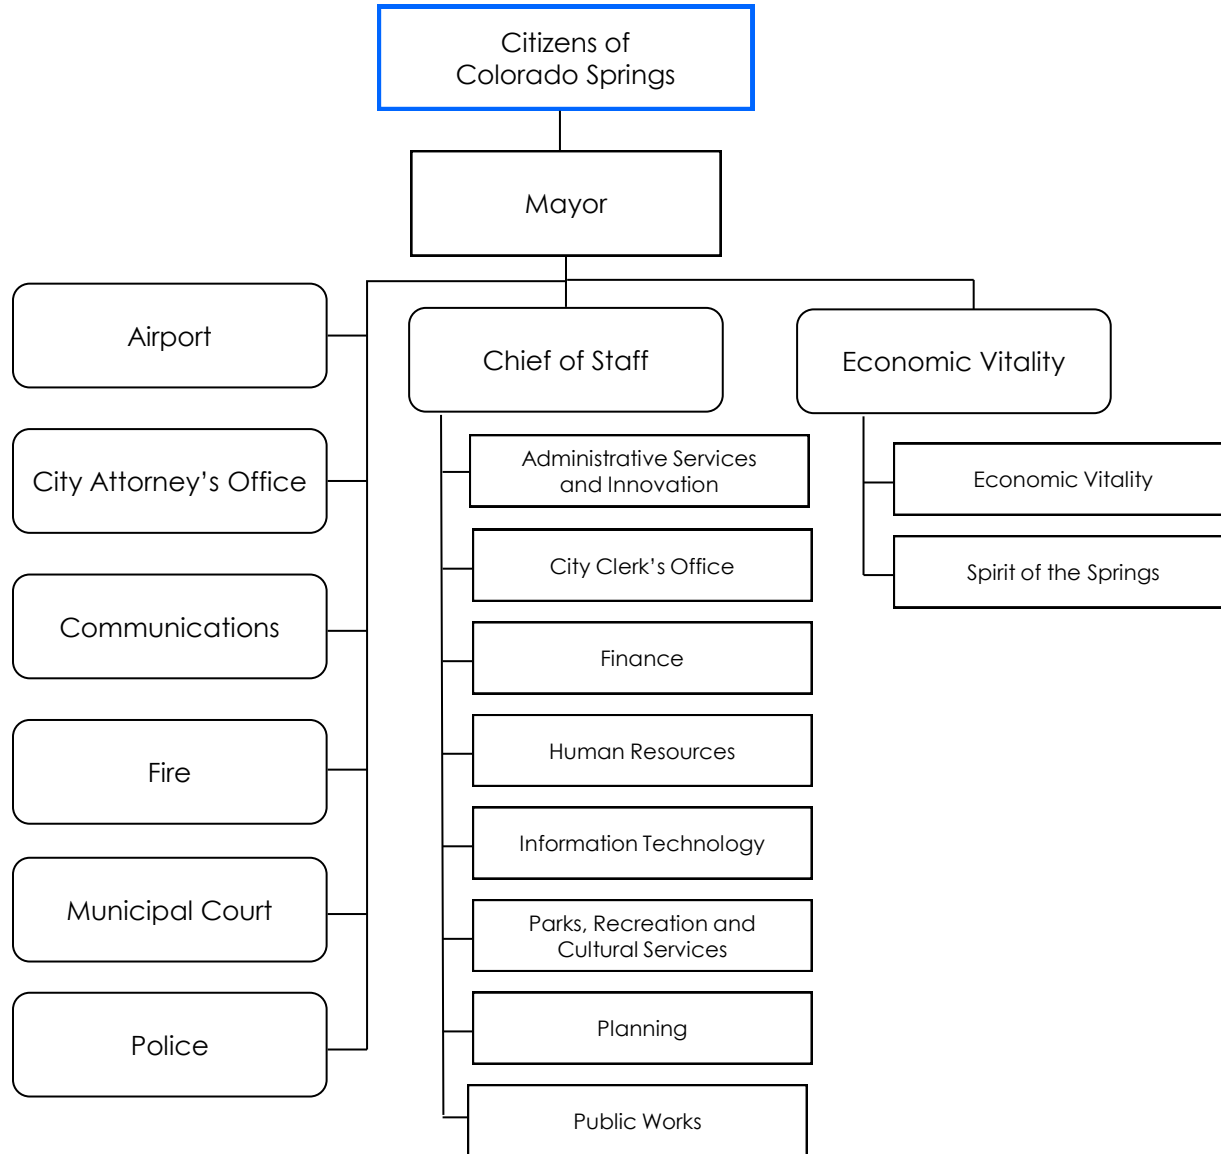 Citizens of
Colorado Springs
Mayor
Airport
City Attorney’s Office
Communications
Fire
Municipal Court
Police
Chief of Staff
Administrative Services
and Innovation
City Clerk’s Office
Finance
Human Resources
Information Technology
Parks, Recreation and
Cultural Services
Planning
Public Works
Economic Vitality
Economic Vitality
Spirit of the Springs